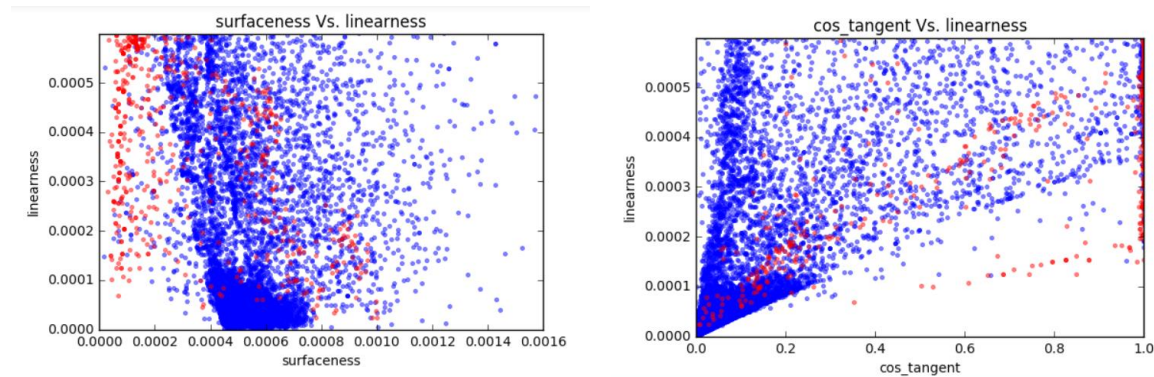 surfaceness Vs. linearness
linearness
0.0005
0.0004
0.0003
0.0002
0.0001
0.0000
0.0000 0.0002 0.0004 0.0006 0.0008 0.0010 0.0012 0.0014 0.0016
surfaceness
cos_tangent Vs. linearness
linearness
0.0005
0.0004
0.0003
0.0002
0.0001
0.0000
0.0 0.2 0.4 0.6 0.8 1.0
cos_tangent